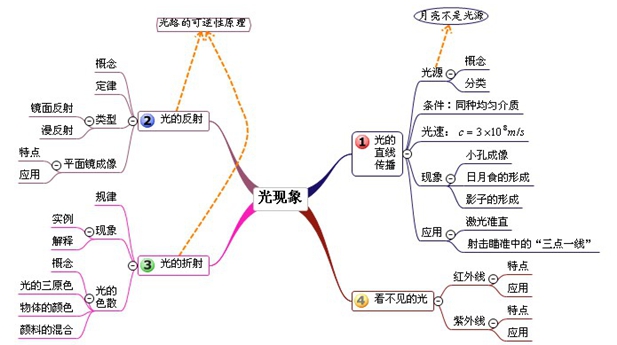 光现象
1
光的
直线
传播
光源
概念
分类
月亮不是光源
条件：同种均匀介质
光速：c = 3×10⁸m/s
现象
小孔成像
日月食的形成
影子的形成
应用
激光准直
射击瞄准中的“三点一线”
2 光的反射
光路的可逆性原理
概念
定律
类型
镜面反射
漫反射
平面镜成像
特点
应用
3 光的折射
规律
现象
实例
解释
光的
色散
概念
光的三原色
物体的颜色
颜料的混合
4 看不见的光
红外线
特点
应用
紫外线
特点
应用